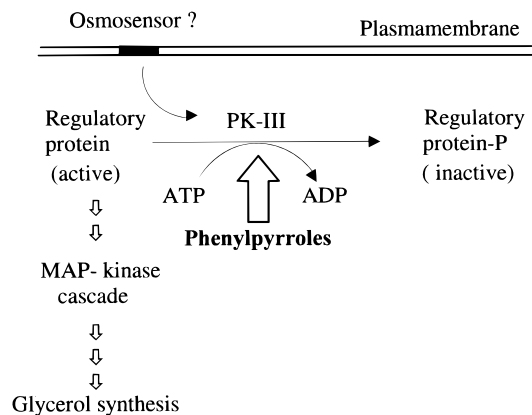 Osmosensor ?
Plasmamembrane
Regulatory
protein
(active)
PK-III
Regulatory
protein-P
( inactive)
ATP
ADP
Phenylpyrroles
MAP- kinase
cascade
Glycerol synthesis